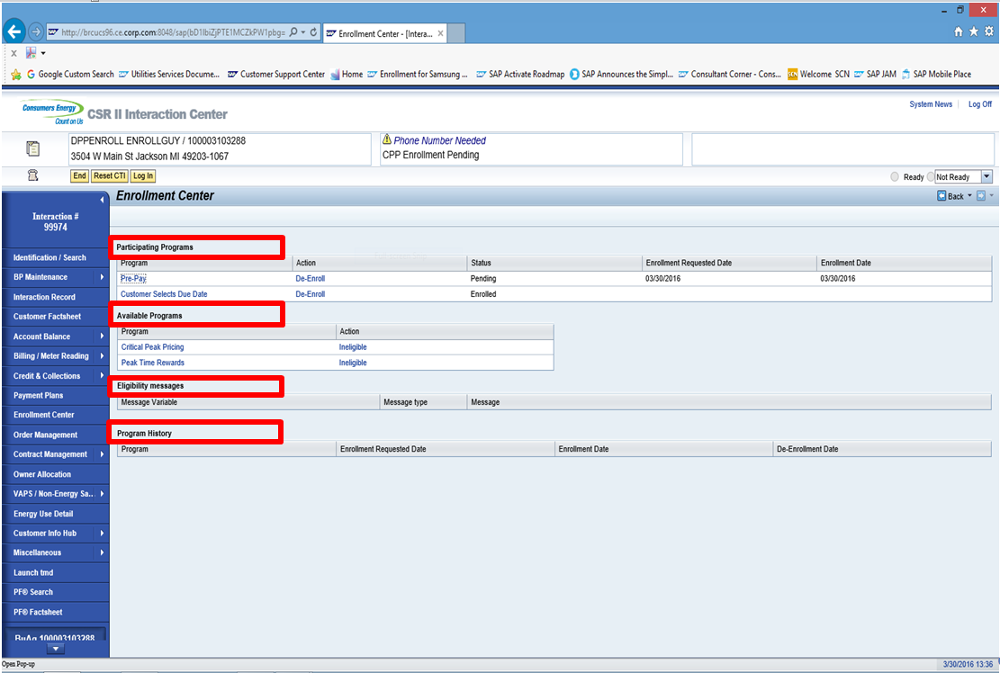 http://brcucs96.ce.corp.com:8048/sap(bD1lbiZjPTE1MCZkPW1pbg=
Enrollment Center - [Intera...
Google Custom Search
Utilities Services Docume...
Customer Support Center
Home
Enrollment for Samsung ...
SAP Activate Roadmap
SAP Announces the Simpl...
Consultant Corner - Cons...
Welcome SCN
SAP JAM
SAP Mobile Place
System News
Log Off
Consumers Energy
Count on Us
CSR II Interaction Center
DPPENROLL ENROLLGUY / 100003103288
3504 W Main St Jackson MI 49203-1067
Phone Number Needed
CPP Enrollment Pending
End
Reset CTI
Log In
Ready
Not Ready
Enrollment Center
Back
Interaction #
99974
Identification / Search
BP Maintenance
Interaction Record
Customer Factsheet
Account Balance
Billing / Meter Reading
Credit & Collections
Payment Plans
Enrollment Center
Order Management
Contract Management
Owner Allocation
VAPS / Non-Energy Sa..
Energy Use Detail
Customer Info Hub
Miscellaneous
Launch tmd
PF® Search
PF® Factsheet
BuAg 100003103288
Participating Programs
Program Action Status Enrollment Requested Date Enrollment Date
Pre-Pay De-Enroll Pending 03/30/2016 03/30/2016
Customer Selects Due Date De-Enroll Enrolled
Available Programs
Program Action
Critical Peak Pricing Ineligible
Peak Time Rewards Ineligible
Eligibility messages
Message Variable Message type Message
Program History
Program Enrollment Requested Date Enrollment Date De-Enrollment Date
Open Pop-up
3/30/2016 13:36